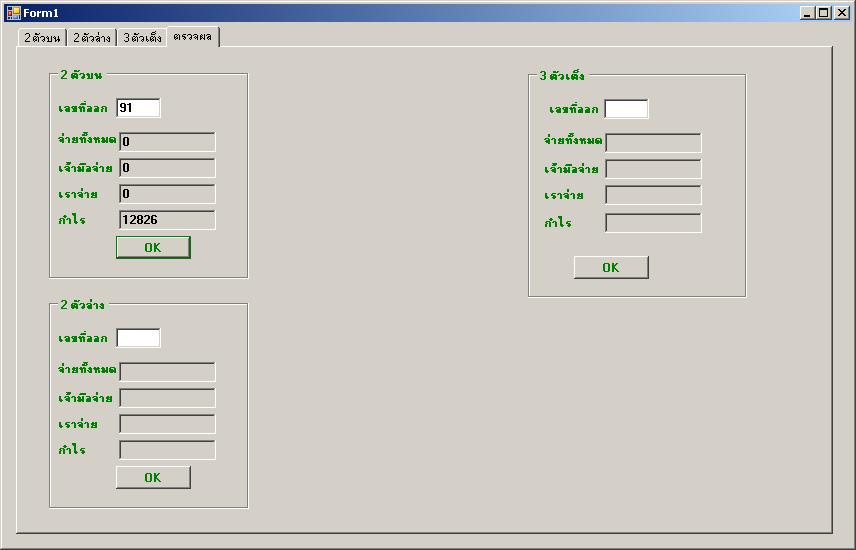 Form1
2 ตัวบน 2 ตัวล่าง 3 ตัวเต็ง ตรวจผล
2 ตัวบน
เลขที่ออก 91
จ่ายทั้งหมด 0
เจ้ามือจ่าย 0
เราจ่าย 0
กำไร 12826
OK
3 ตัวเต็ง
เลขที่ออก
จ่ายทั้งหมด
เจ้ามือจ่าย
เราจ่าย
กำไร
OK
2 ตัวล่าง
เลขที่ออก
จ่ายทั้งหมด
เจ้ามือจ่าย
เราจ่าย
กำไร
OK